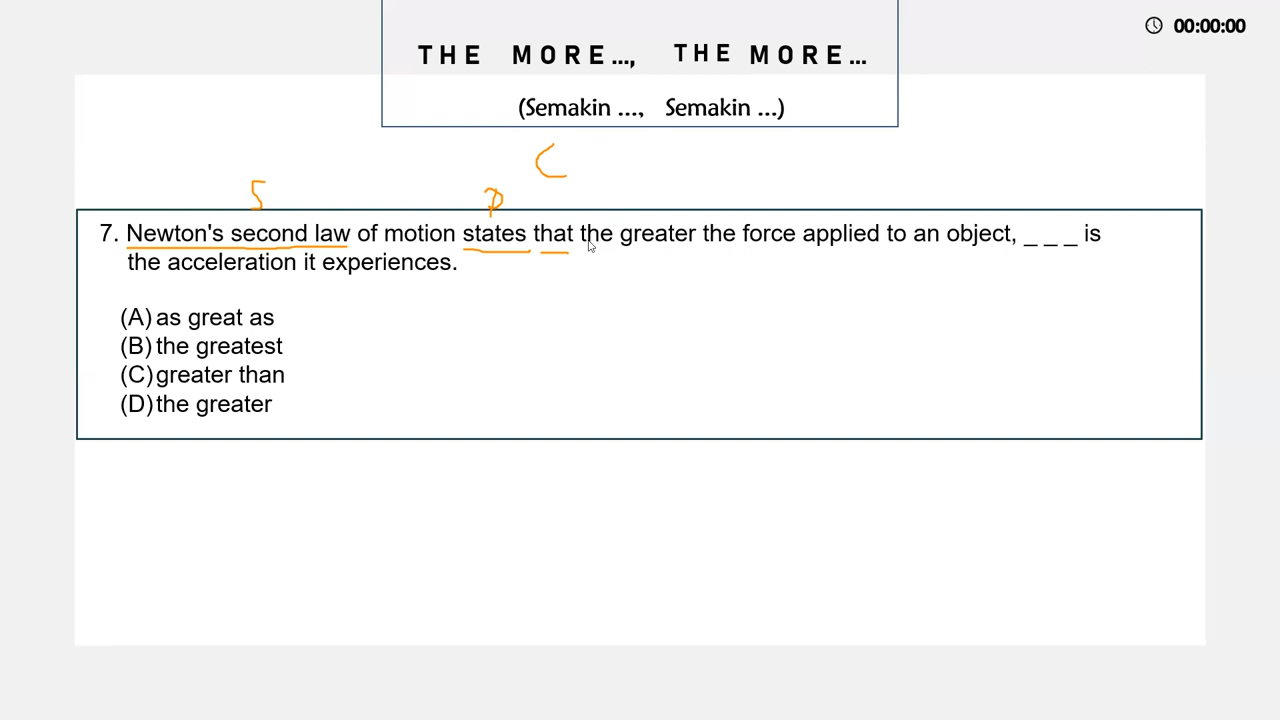 00:00:00
THE MORE..., THE MORE...
(Semakin ..., Semakin ...)
C
S P
7. Newton's second law of motion states that the greater the force applied to an object, _ _ _ is
the acceleration it experiences.
(A) as great as
(B) the greatest
(C) greater than
(D) the greater